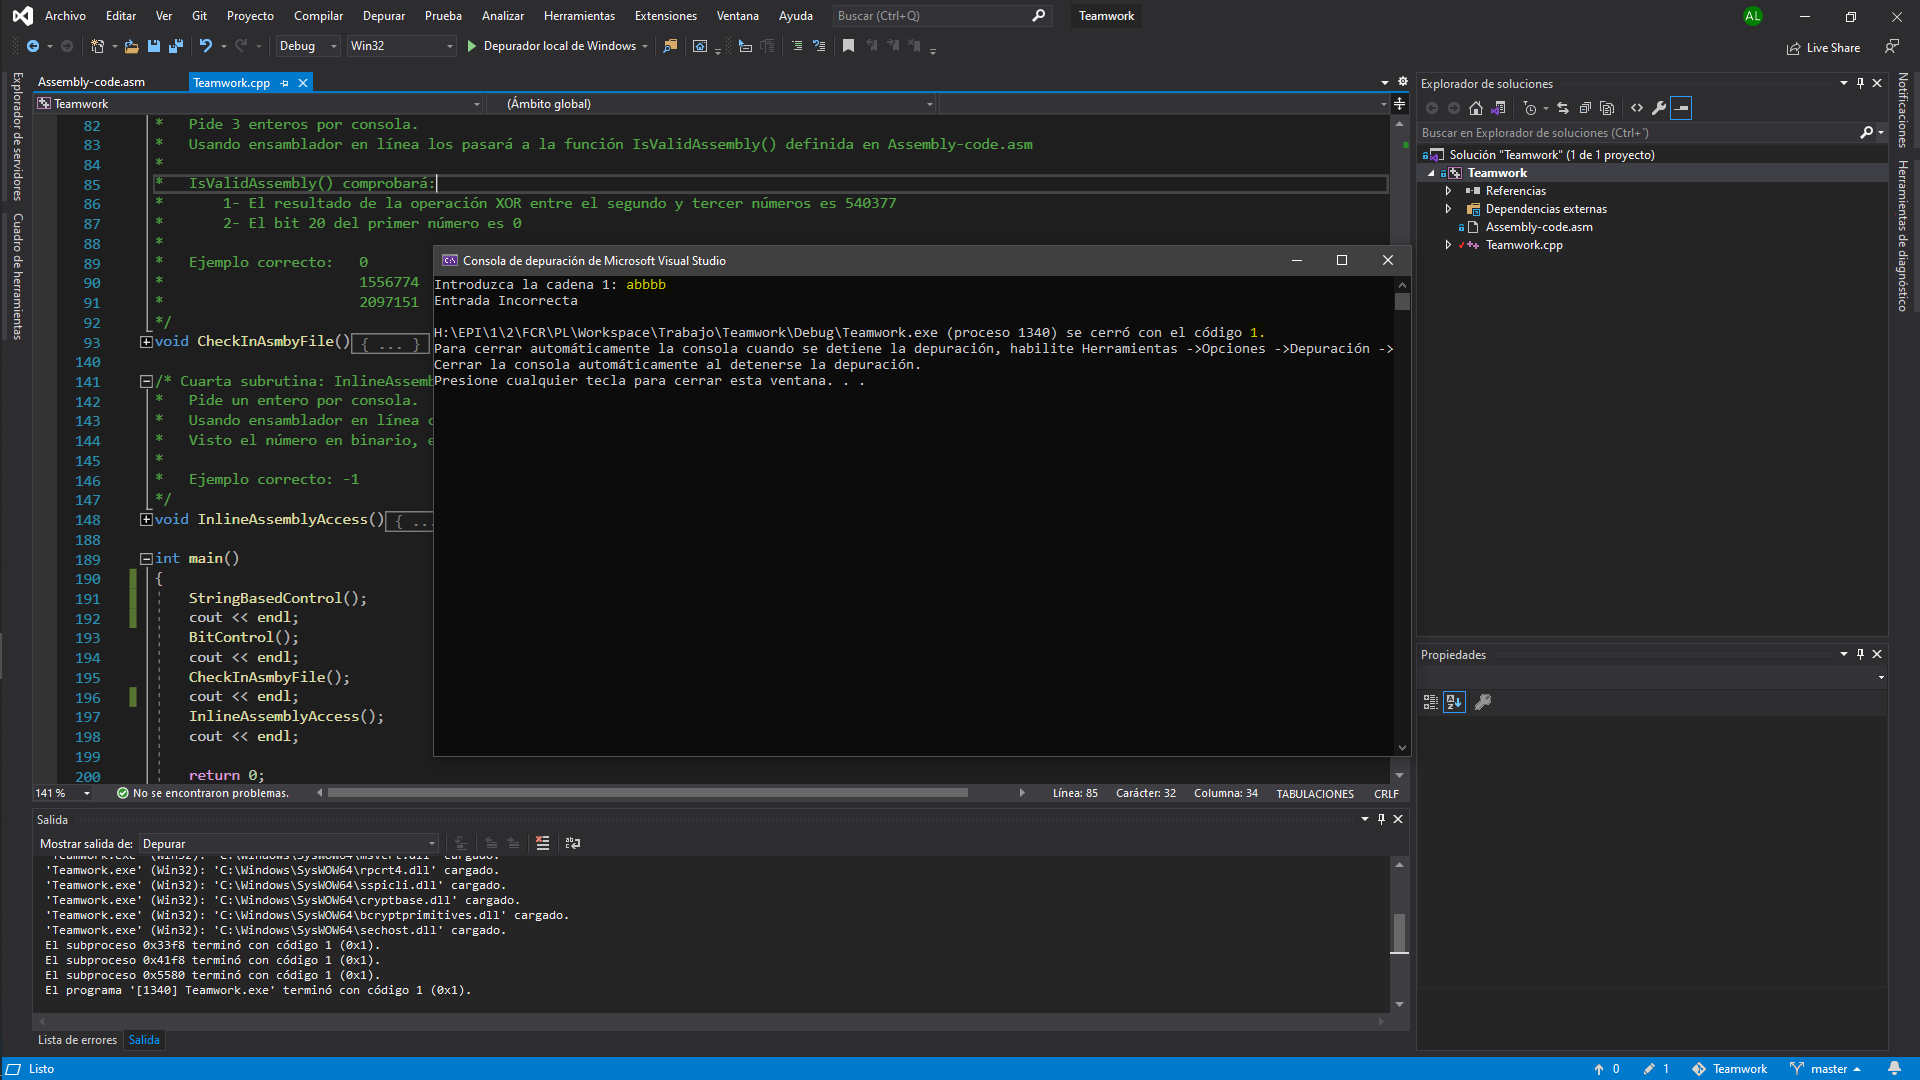 Archivo Editar Ver Git Proyecto Compilar Depurar Prueba Analizar Herramientas Extensiones Ventana Ayuda Buscar (Ctrl+Q) Teamwork AL
Debug Win32 Depurador local de Windows Live Share
Explorador de servidores
Cuadro de herramientas
Assembly-code.asm Teamwork.cpp
Teamwork (Ámbito global)
82 * Pide 3 enteros por consola.
83 * Usando ensamblador en línea los pasará a la función IsValidAssembly() definida en Assembly-code.asm
84 *
85 * IsValidAssembly() comprobará:
86 * 1- El resultado de la operación XOR entre el segundo y tercer números es 540377
87 * 2- El bit 20 del primer número es 0
88 *
89 * Ejemplo correcto: 0
90 * 1556774
91 * 2097151
92 */
93 void CheckInAsmbyFile(){ ... }
140
141 /* Cuarta subrutina: InlineAssemb
142 * Pide un entero por consola.
143 * Usando ensamblador en línea c
144 * Visto el número en binario, e
145 *
146 * Ejemplo correcto: -1
147 */
148 void InlineAssemblyAccess(){ ...
188
189 int main()
190 {
191 StringBasedControl();
192 cout << endl;
193 BitControl();
194 cout << endl;
195 CheckInAsmbyFile();
196 cout << endl;
197 InlineAssemblyAccess();
198 cout << endl;
199
200 return 0;
Consola de depuración de Microsoft Visual Studio
Introduzca la cadena 1: abbbb
Entrada Incorrecta
H:\EPI\1\2\FCR\PL\Workspace\Trabajo\Teamwork\Debug\Teamwork.exe (proceso 1340) se cerró con el código 1.
Para cerrar automáticamente la consola cuando se detiene la depuración, habilite Herramientas ->Opciones ->Depuración ->
Cerrar la consola automáticamente al detenerse la depuración.
Presione cualquier tecla para cerrar esta ventana. . .
141 % No se encontraron problemas. Línea: 85 Carácter: 32 Columna: 34 TABULACIONES CRLF
Salida
Mostrar salida de: Depurar
'Teamwork.exe' (Win32): 'C:\Windows\SysWOW64\msvcrt.dll' cargado.
'Teamwork.exe' (Win32): 'C:\Windows\SysWOW64\rpcrt4.dll' cargado.
'Teamwork.exe' (Win32): 'C:\Windows\SysWOW64\sspicli.dll' cargado.
'Teamwork.exe' (Win32): 'C:\Windows\SysWOW64\cryptbase.dll' cargado.
'Teamwork.exe' (Win32): 'C:\Windows\SysWOW64\bcryptprimitives.dll' cargado.
'Teamwork.exe' (Win32): 'C:\Windows\SysWOW64\sechost.dll' cargado.
El subproceso 0x33f8 terminó con código 1 (0x1).
El subproceso 0x41f8 terminó con código 1 (0x1).
El subproceso 0x5580 terminó con código 1 (0x1).
El programa '[1340] Teamwork.exe' terminó con código 1 (0x1).
Lista de errores Salida
Explorador de soluciones
Buscar en Explorador de soluciones (Ctrl+`)
Solución "Teamwork" (1 de 1 proyecto)
Teamwork
Referencias
Dependencias externas
Assembly-code.asm
Teamwork.cpp
Propiedades
Notificaciones
Herramientas de diagnóstico
Listo 0 1 Teamwork master